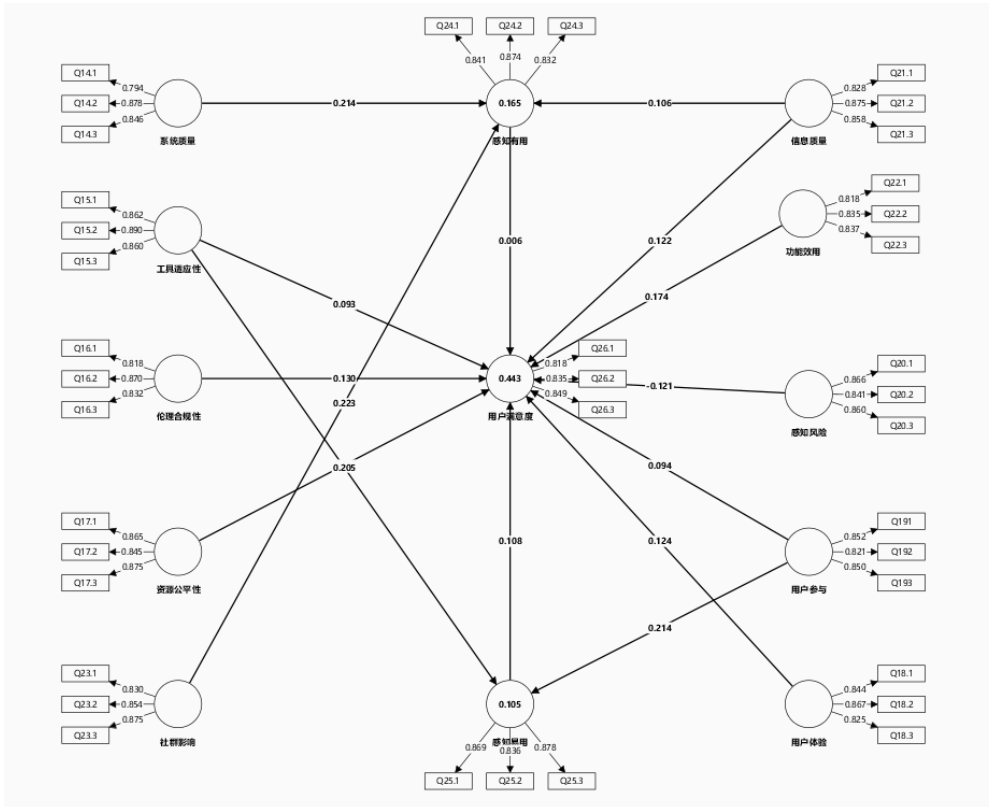 Q24.1 Q24.2 Q24.3
0.841 0.874 0.832
Q14.1
Q14.2
Q14.3
0.794
0.878
0.846
系统质量
0.214
0.165
感知有用
0.106
Q21.1
Q21.2
Q21.3
0.828
0.875
0.858
信息质量
Q15.1
Q15.2
Q15.3
0.862
0.890
0.860
工具适应性
0.093
0.006
0.122
0.174
Q22.1
Q22.2
Q22.3
0.818
0.835
0.837
功能效用
Q16.1
Q16.2
Q16.3
0.818
0.870
0.832
伦理合规性
0.130
0.223
0.443
用户满意度
0.818
0.835
0.849
Q26.1
Q26.2
Q26.3
-0.121
Q20.1
Q20.2
Q20.3
0.866
0.841
0.860
感知风险
0.205
0.094
Q17.1
Q17.2
Q17.3
0.865
0.845
0.875
资源公平性
0.108
0.124
Q191
Q192
Q193
0.852
0.821
0.850
用户参与
0.214
Q23.1
Q23.2
Q23.3
0.830
0.854
0.875
社群影响
0.105
感知易用
0.869 0.836 0.878
Q25.1 Q25.2 Q25.3
Q18.1
Q18.2
Q18.3
0.844
0.867
0.825
用户体验